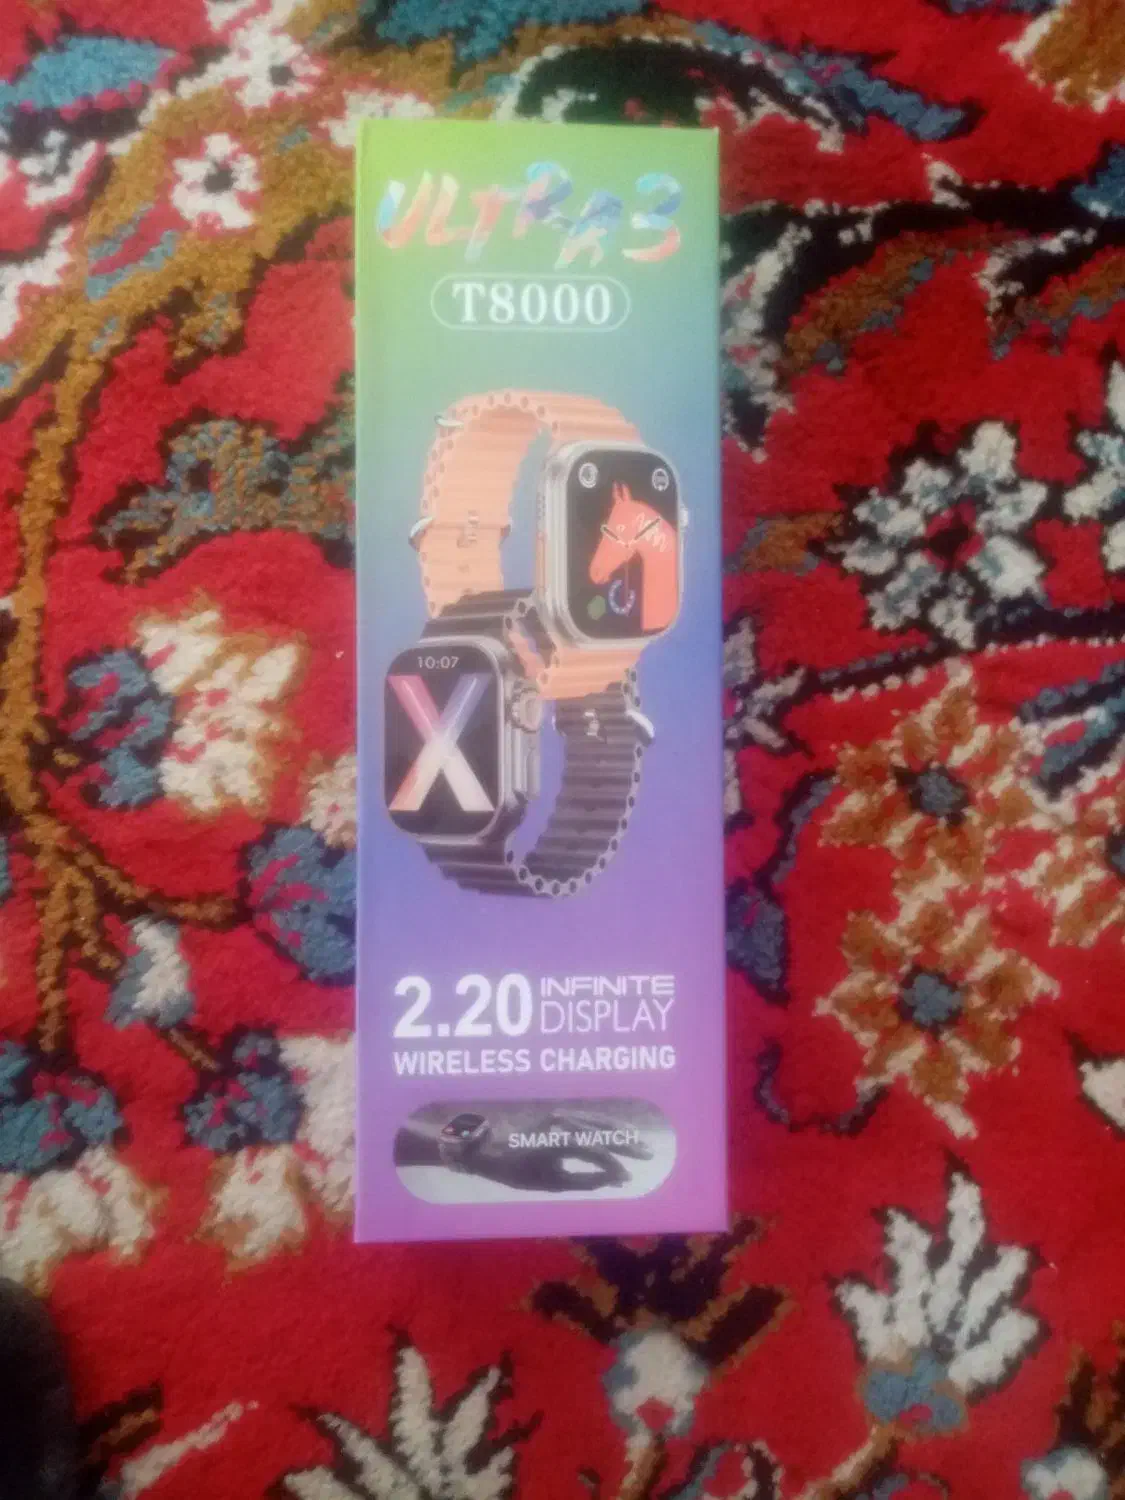 ULTRA3
T8000
10:07
2.20 INFINITE DISPLAY
WIRELESS CHARGING
SMART WATCH